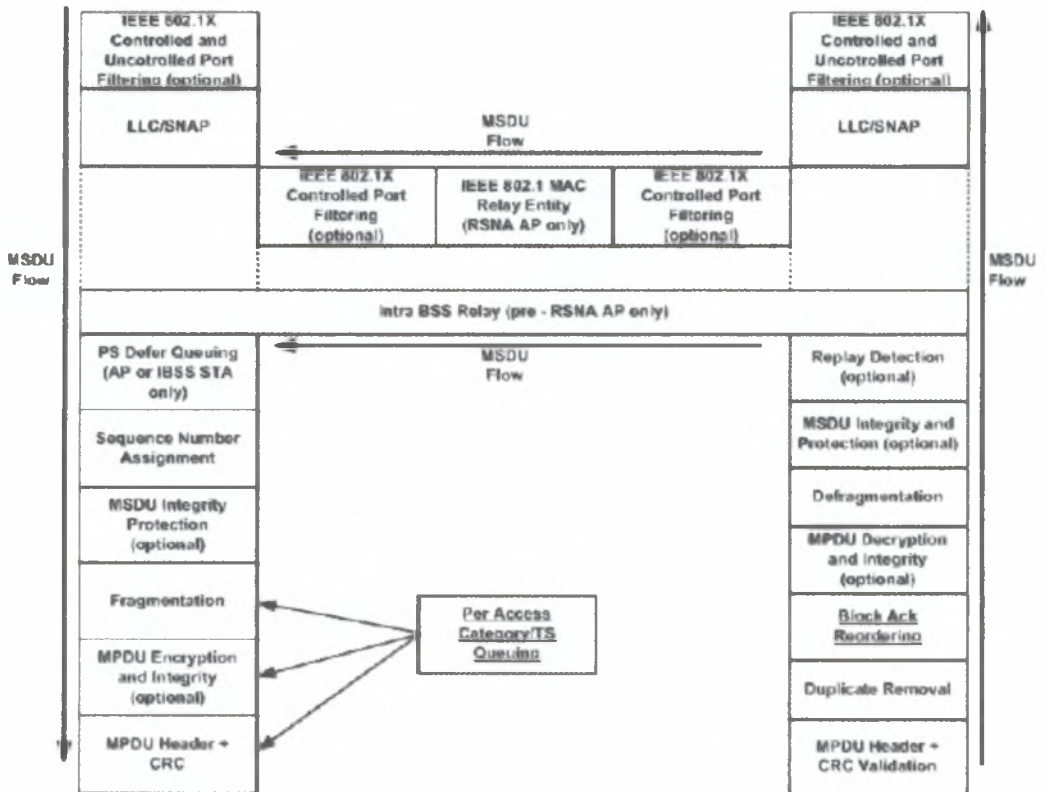 IEEE 802.1X
Controlled and
Uncotrolled Port
Filtering (optional)
LLC/SNAP
MSDU
Flow
IEEE 802.1X
Controlled and
Uncotrolled Port
Filtering (optional)
LLC/SNAP
IEEE 802.1X
Controlled Port
Filtering
(optional)
IEEE 802.1 MAC
Relay Entity
(RSNA AP only)
IEEE 802.1X
Controlled Port
Filtering
(optional)
MSDU
Flow
MSDU
Flow
Intra BSS Relay (pre - RSNA AP only)
MSDU
Flow
PS Defer Queuing
(AP or IBSS STA
only)
Sequence Number
Assignment
MSDU Integrity
Protection
(optional)
Fragmentation
MPDU Encryption
and Integrity
(optional)
MPDU Header +
CRC
Per Access
Category/TS
Queuing
Replay Detection
(optional)
MSDU Integrity and
Protection (optional)
Defragmentation
MPDU Decryption
and Integrity
(optional)
Block Ack
Reordering
Duplicate Removal
MPDU Header +
CRC Validation